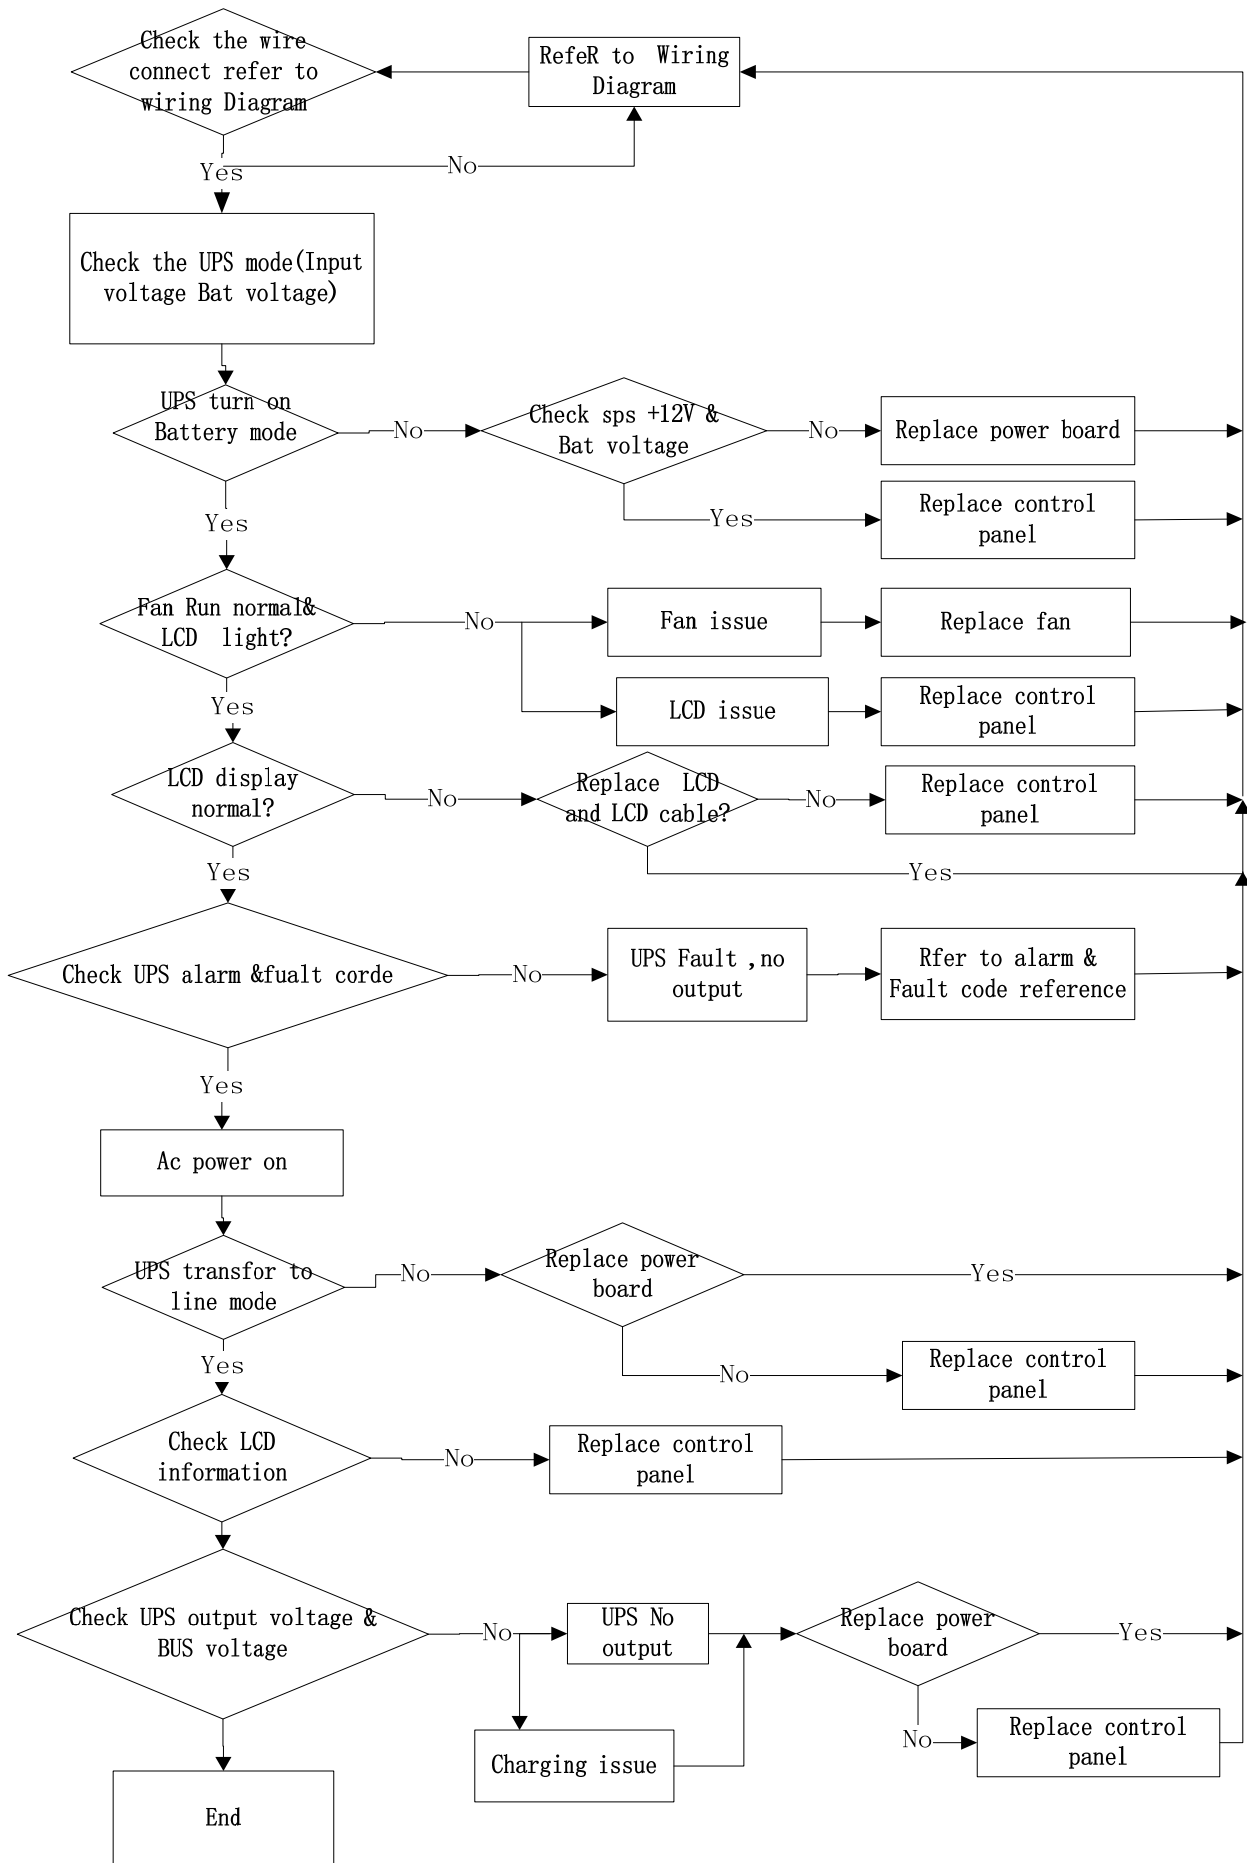 Check the wire
connect refer to
wiring Diagram
RefeR to Wiring
Diagram
Yes
No
Check the UPS mode(Input
voltage Bat voltage)
UPS turn on
Battery mode
No
Check sps +12V &
Bat voltage
No
Replace power board
Yes
Yes
Replace control
panel
Fan Run normal&
LCD light?
No
Fan issue
Replace fan
Yes
LCD issue
Replace control
panel
LCD display
normal?
No
Replace LCD
and LCD cable?
No
Replace control
panel
Yes
Yes
Check UPS alarm &fualt corde
No
UPS Fault ,no
output
Rfer to alarm &
Fault code reference
Yes
Ac power on
UPS transfor to
line mode
No
Replace power
board
Yes
Yes
No
Replace control
panel
Check LCD
information
No
Replace control
panel
Check UPS output voltage &
BUS voltage
No
UPS No
output
Replace power
board
Yes
Charging issue
No
Replace control
panel
End